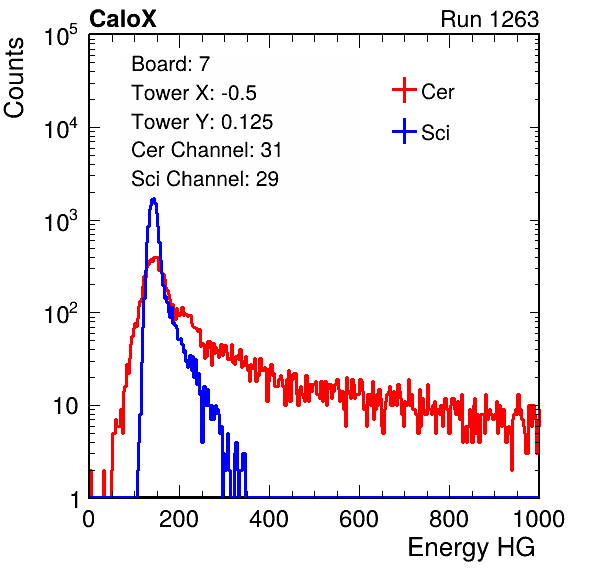 CaloX Run 1263
Counts
Board: 7
Tower X: -0.5
Tower Y: 0.125
Cer Channel: 31
Sci Channel: 29
Cer
Sci
10^5
10^4
10^3
10^2
10
1
0 200 400 600 800 1000
Energy HG